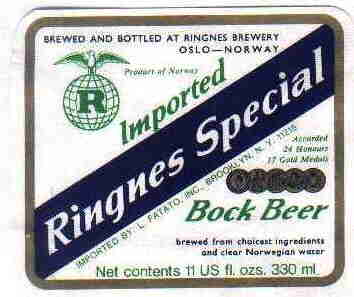 BREWED AND BOTTLED AT RINGNES BREWERY
OSLO-NORWAY
Product of Norway
R
Imported
Ringnes Special
Awarded
24 Honours
17 Gold Medals
IMPORTED BY: L. FATATO, INC., BROOKLYN, N. Y. 11215
Bock Beer
brewed from choicest ingredients
and clear Norwegian water
Net contents 11 US fl. ozs. 330 ml